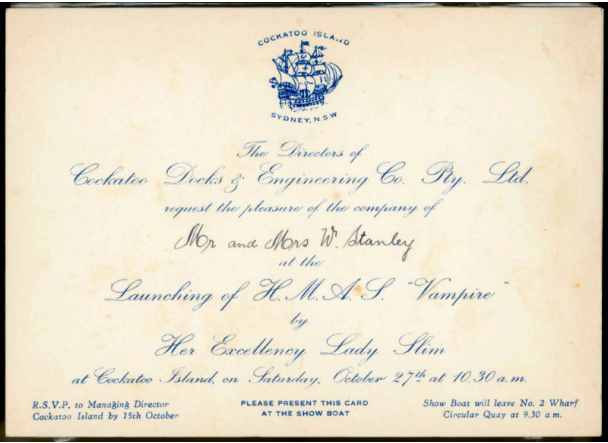 COCKATOO ISLAND
SYDNEY, N.S.W
The Directors of
Cockatoo Docks & Engineering Co. Pty. Ltd.
request the pleasure of the company of
Mr and Mrs W. Stanley
at the
Launching of H.M.A.S. "Vampire"
by
Her Excellency Lady Slim
at Cockatoo Island, on Saturday, October 27th at 10.30 a.m.
R.S.V.P. to Managing Director
Cockatoo Island by 15th October
PLEASE PRESENT THIS CARD
AT THE SHOW BOAT
Show Boat will leave No. 2 Wharf
Circular Quay at 9.30 a.m.